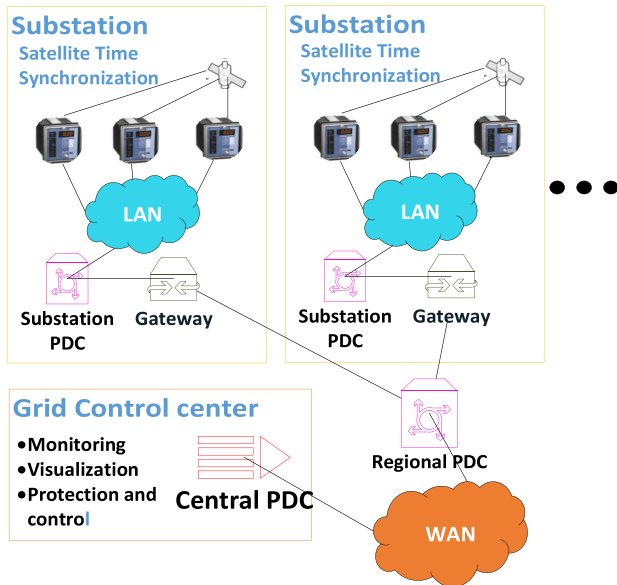 Substation
Satellite Time
Synchronization
LAN
Substation
PDC
Gateway
Substation
Satellite Time
Synchronization
LAN
Substation
PDC
Gateway
Regional PDC
Grid Control center
•Monitoring
•Visualization
•Protection and
control
Central PDC
WAN